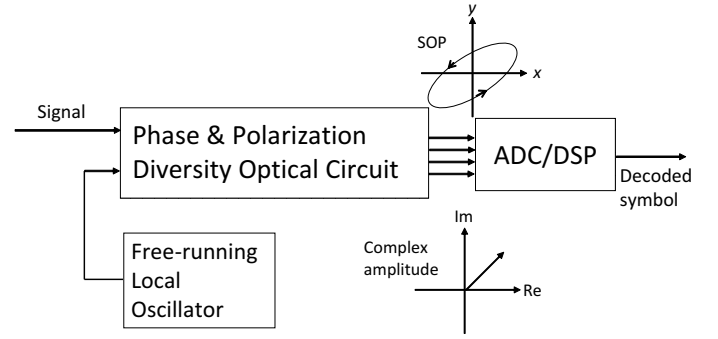 y
SOP
x
Signal
Phase & Polarization
Diversity Optical Circuit
ADC/DSP
Decoded
symbol
Free-running
Local
Oscillator
Im
Complex
amplitude
Re